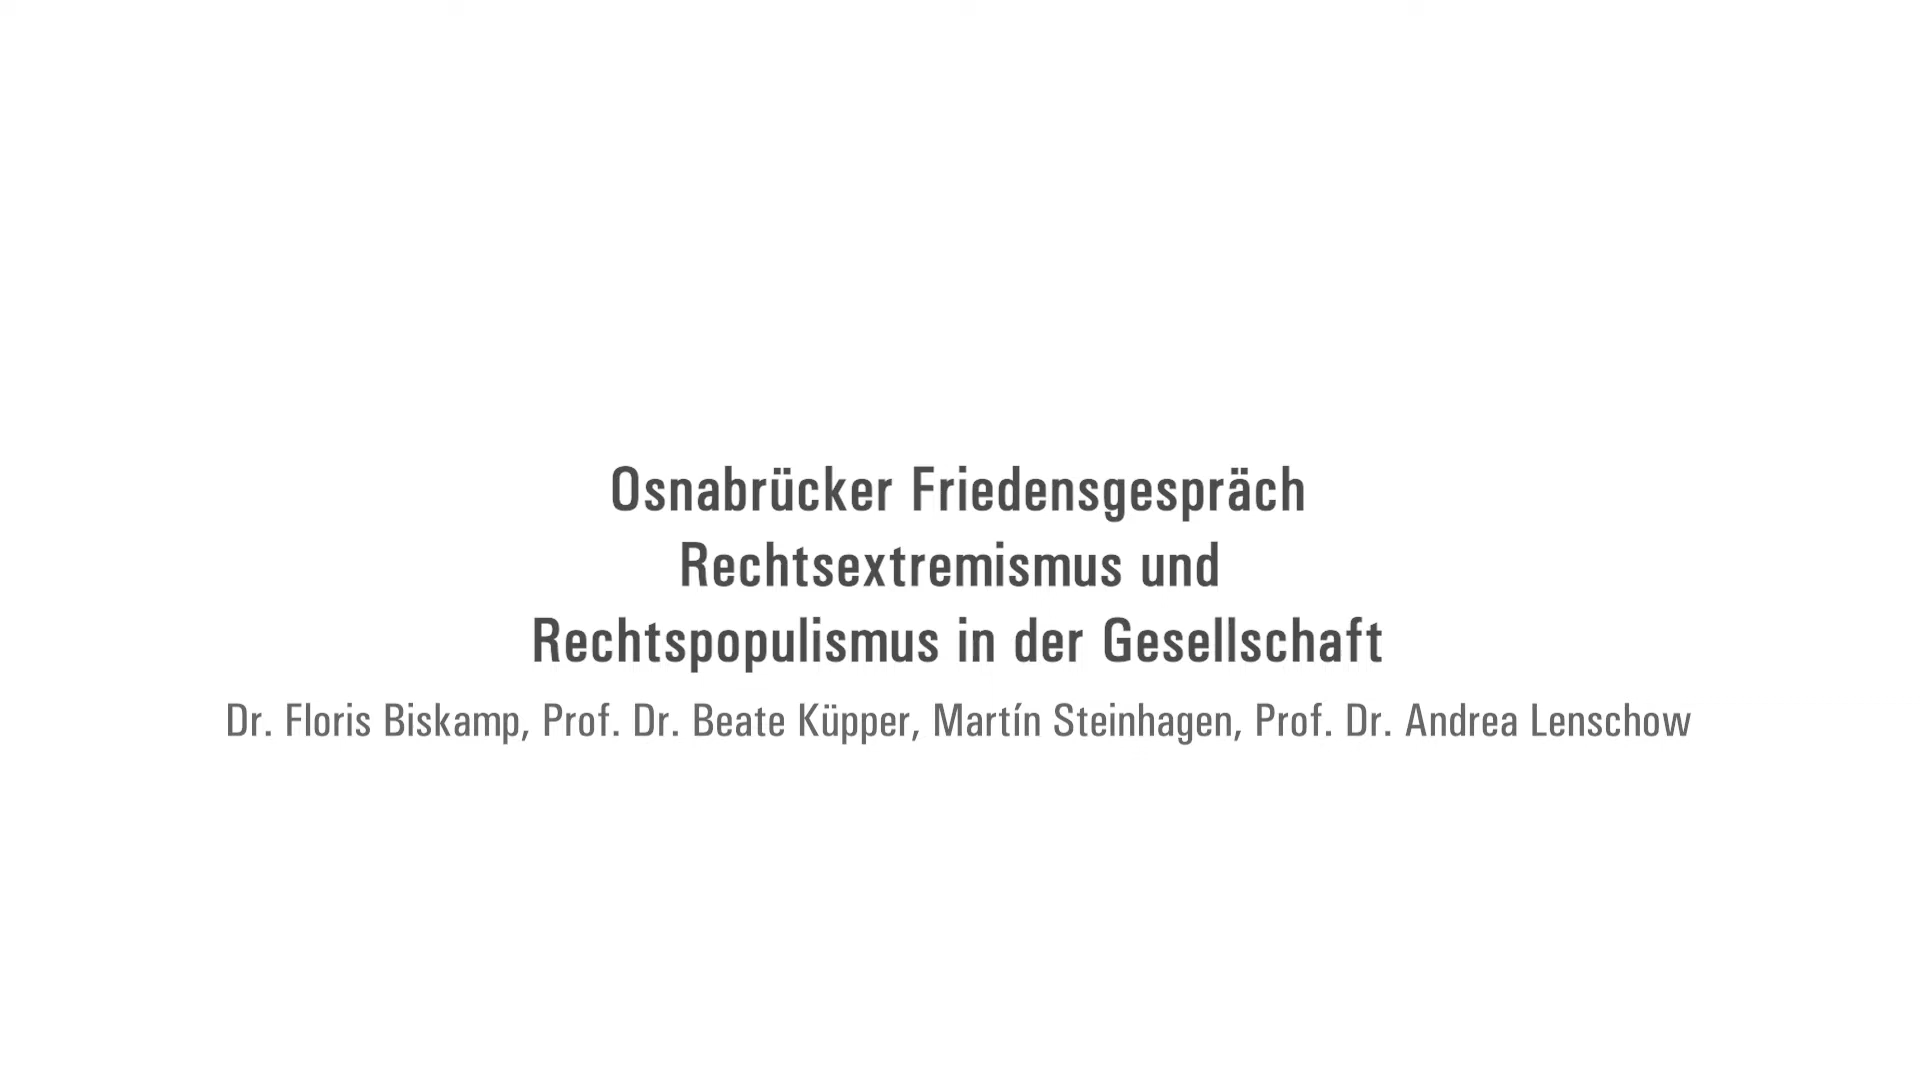 Osnabrücker Friedensgespräch
Rechtsextremismus und
Rechtspopulismus in der Gesellschaft
Dr. Floris Biskamp, Prof. Dr. Beate Küpper, Martín Steinhagen, Prof. Dr. Andrea Lenschow